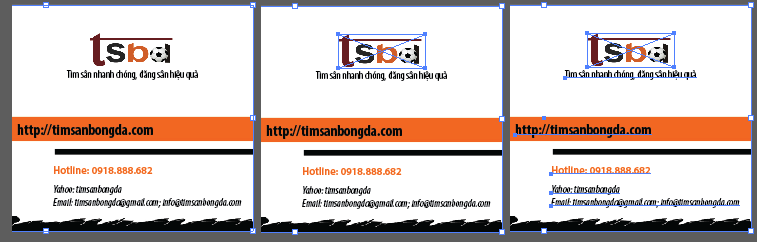 tsba
Tìm sân nhanh chóng, đăng sân hiệu quả
http://timsanbongda.com
Hotline: 0918.888.682
Yahoo: timsanbongda
Email: timsanbongda@gmail.com; info@timsanbongda.com
tsba
Tìm sân nhanh chóng, đăng sân hiệu quả
http://timsanbongda.com
Hotline: 0918.888.682
Yahoo: timsanbongda
Email: timsanbongda@gmail.com; info@timsanbongda.com
tsba
Tìm sân nhanh chóng, đăng sân hiệu quả
http://timsanbongda.com
Hotline: 0918.888.682
Yahoo: timsanbongda
Email: timsanbongda@gmail.com; info@timsanbongda.com